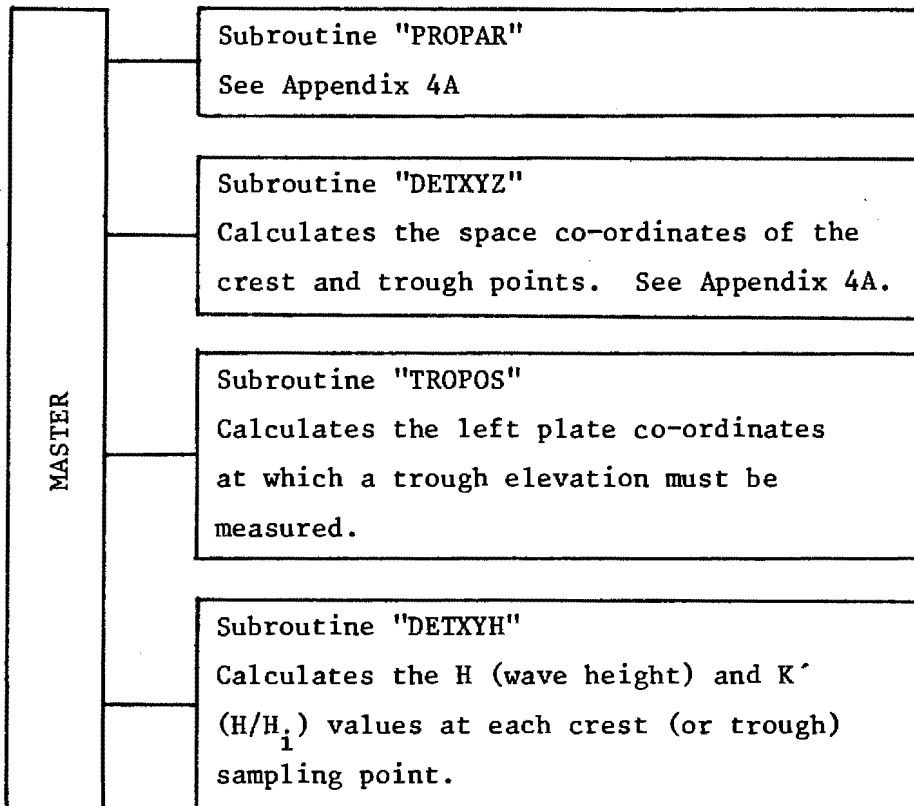 Subroutine "PROPAR"
See Appendix 4A
Subroutine "DETXYZ"
Calculates the space co-ordinates of the
crest and trough points. See Appendix 4A.
MASTER
Subroutine "TROPOS"
Calculates the left plate co-ordinates
at which a trough elevation must be
measured.
Subroutine "DETXYH"
Calculates the H (wave height) and K´
(H/H_i) values at each crest (or trough)
sampling point.